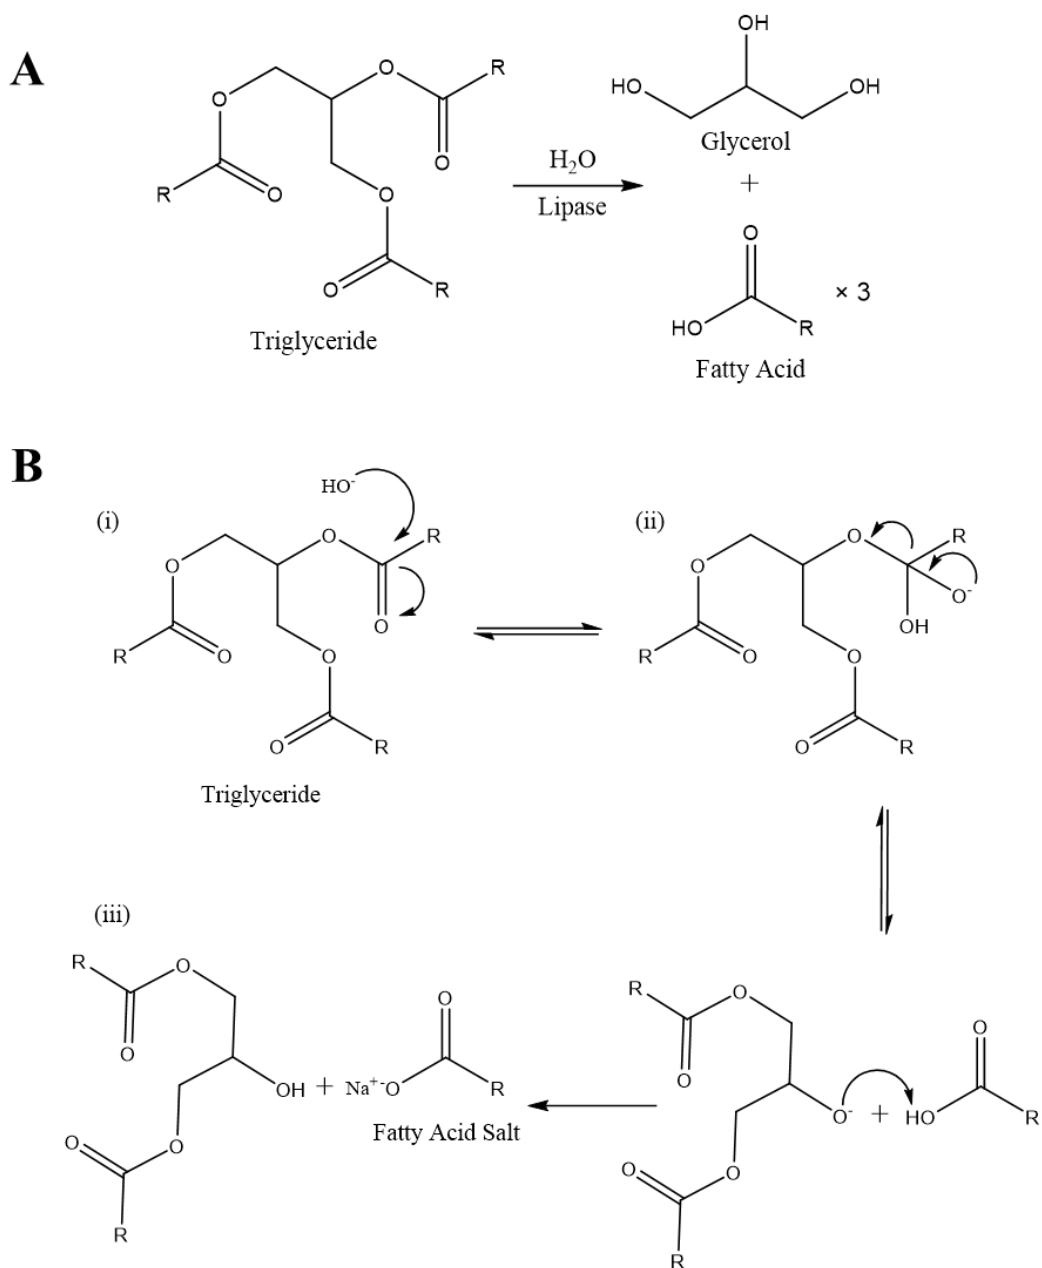 A
O
O
R
O
R
O
O
O
R
Triglyceride
H₂O
Lipase
OH
HO
OH
Glycerol
+
O
HO
R
× 3
Fatty Acid
B
(i)
HO⁻
O
R
O
O
R
O
O
O
R
Triglyceride
(ii)
O
R
O
O⁻
OH
R
O
O
O
R
(iii)
R
O
O
OH
O
O
R
+
O
Na⁺⁻O
R
Fatty Acid Salt
R
O
O
O⁻
O
O
R
+
O
HO
R